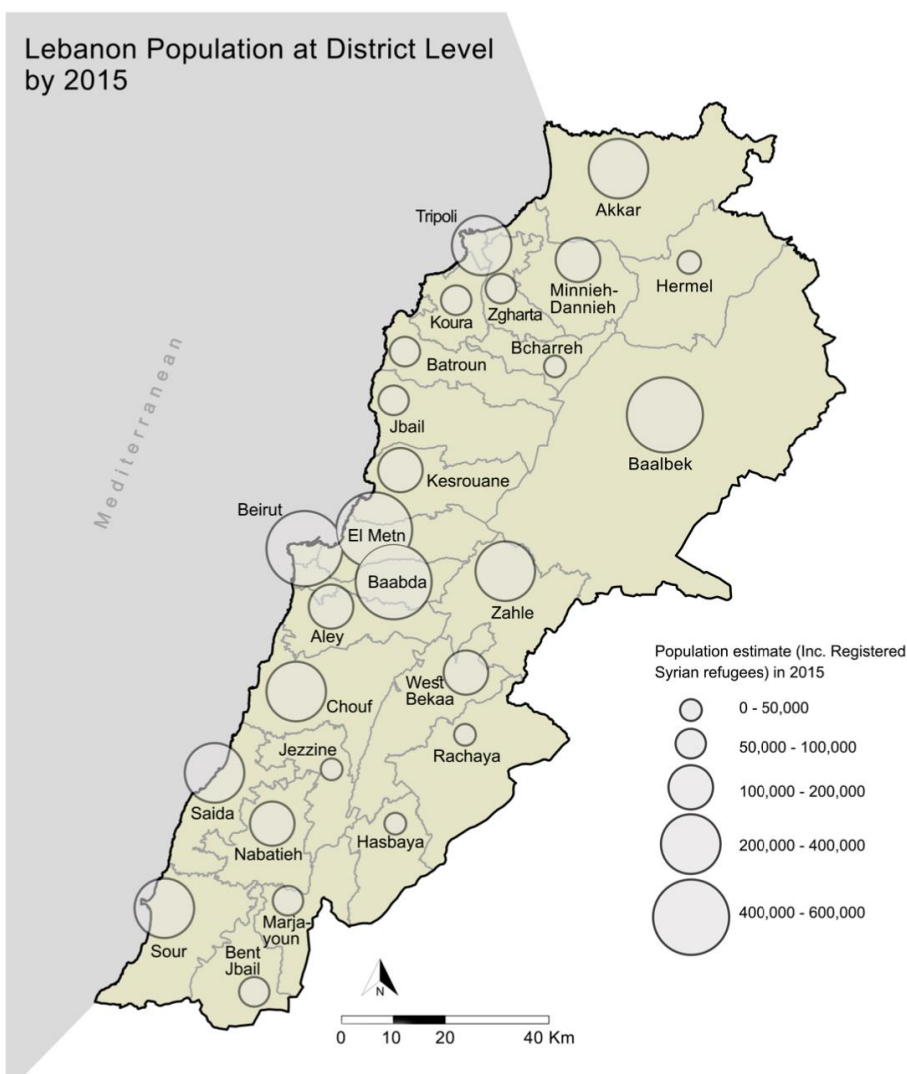 Lebanon Population at District Level
by 2015
Akkar
Tripoli
Minnieh-
Dannieh
Hermel
Koura
Zgharta
Bcharreh
Batroun
Jbail
Baalbek
Kesrouane
Mediterranean
Beirut
El Metn
Baabda
Zahle
Aley
West
Bekaa
Chouf
Rachaya
Jezzine
Saida
Nabatieh
Hasbaya
Sour
Marja-
youn
Bent
Jbail
Population estimate (Inc. Registered
Syrian refugees) in 2015
0 - 50,000
50,000 - 100,000
100,000 - 200,000
200,000 - 400,000
400,000 - 600,000
N
0 10 20 40 Km